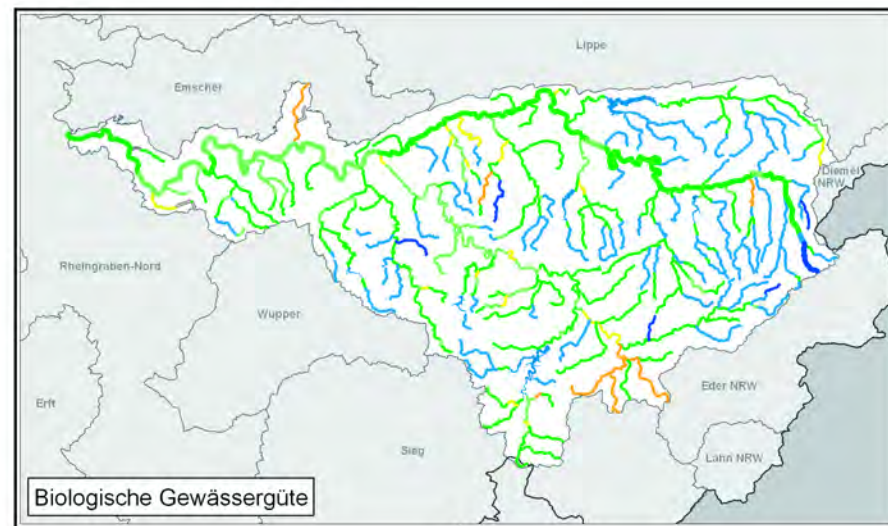 Lippe
Emscher
Diemel
NRW
Rheingraben-Nord
Wupper
Eder NRW
Erft
Sieg
Lahn NRW
Biologische Gewässergüte